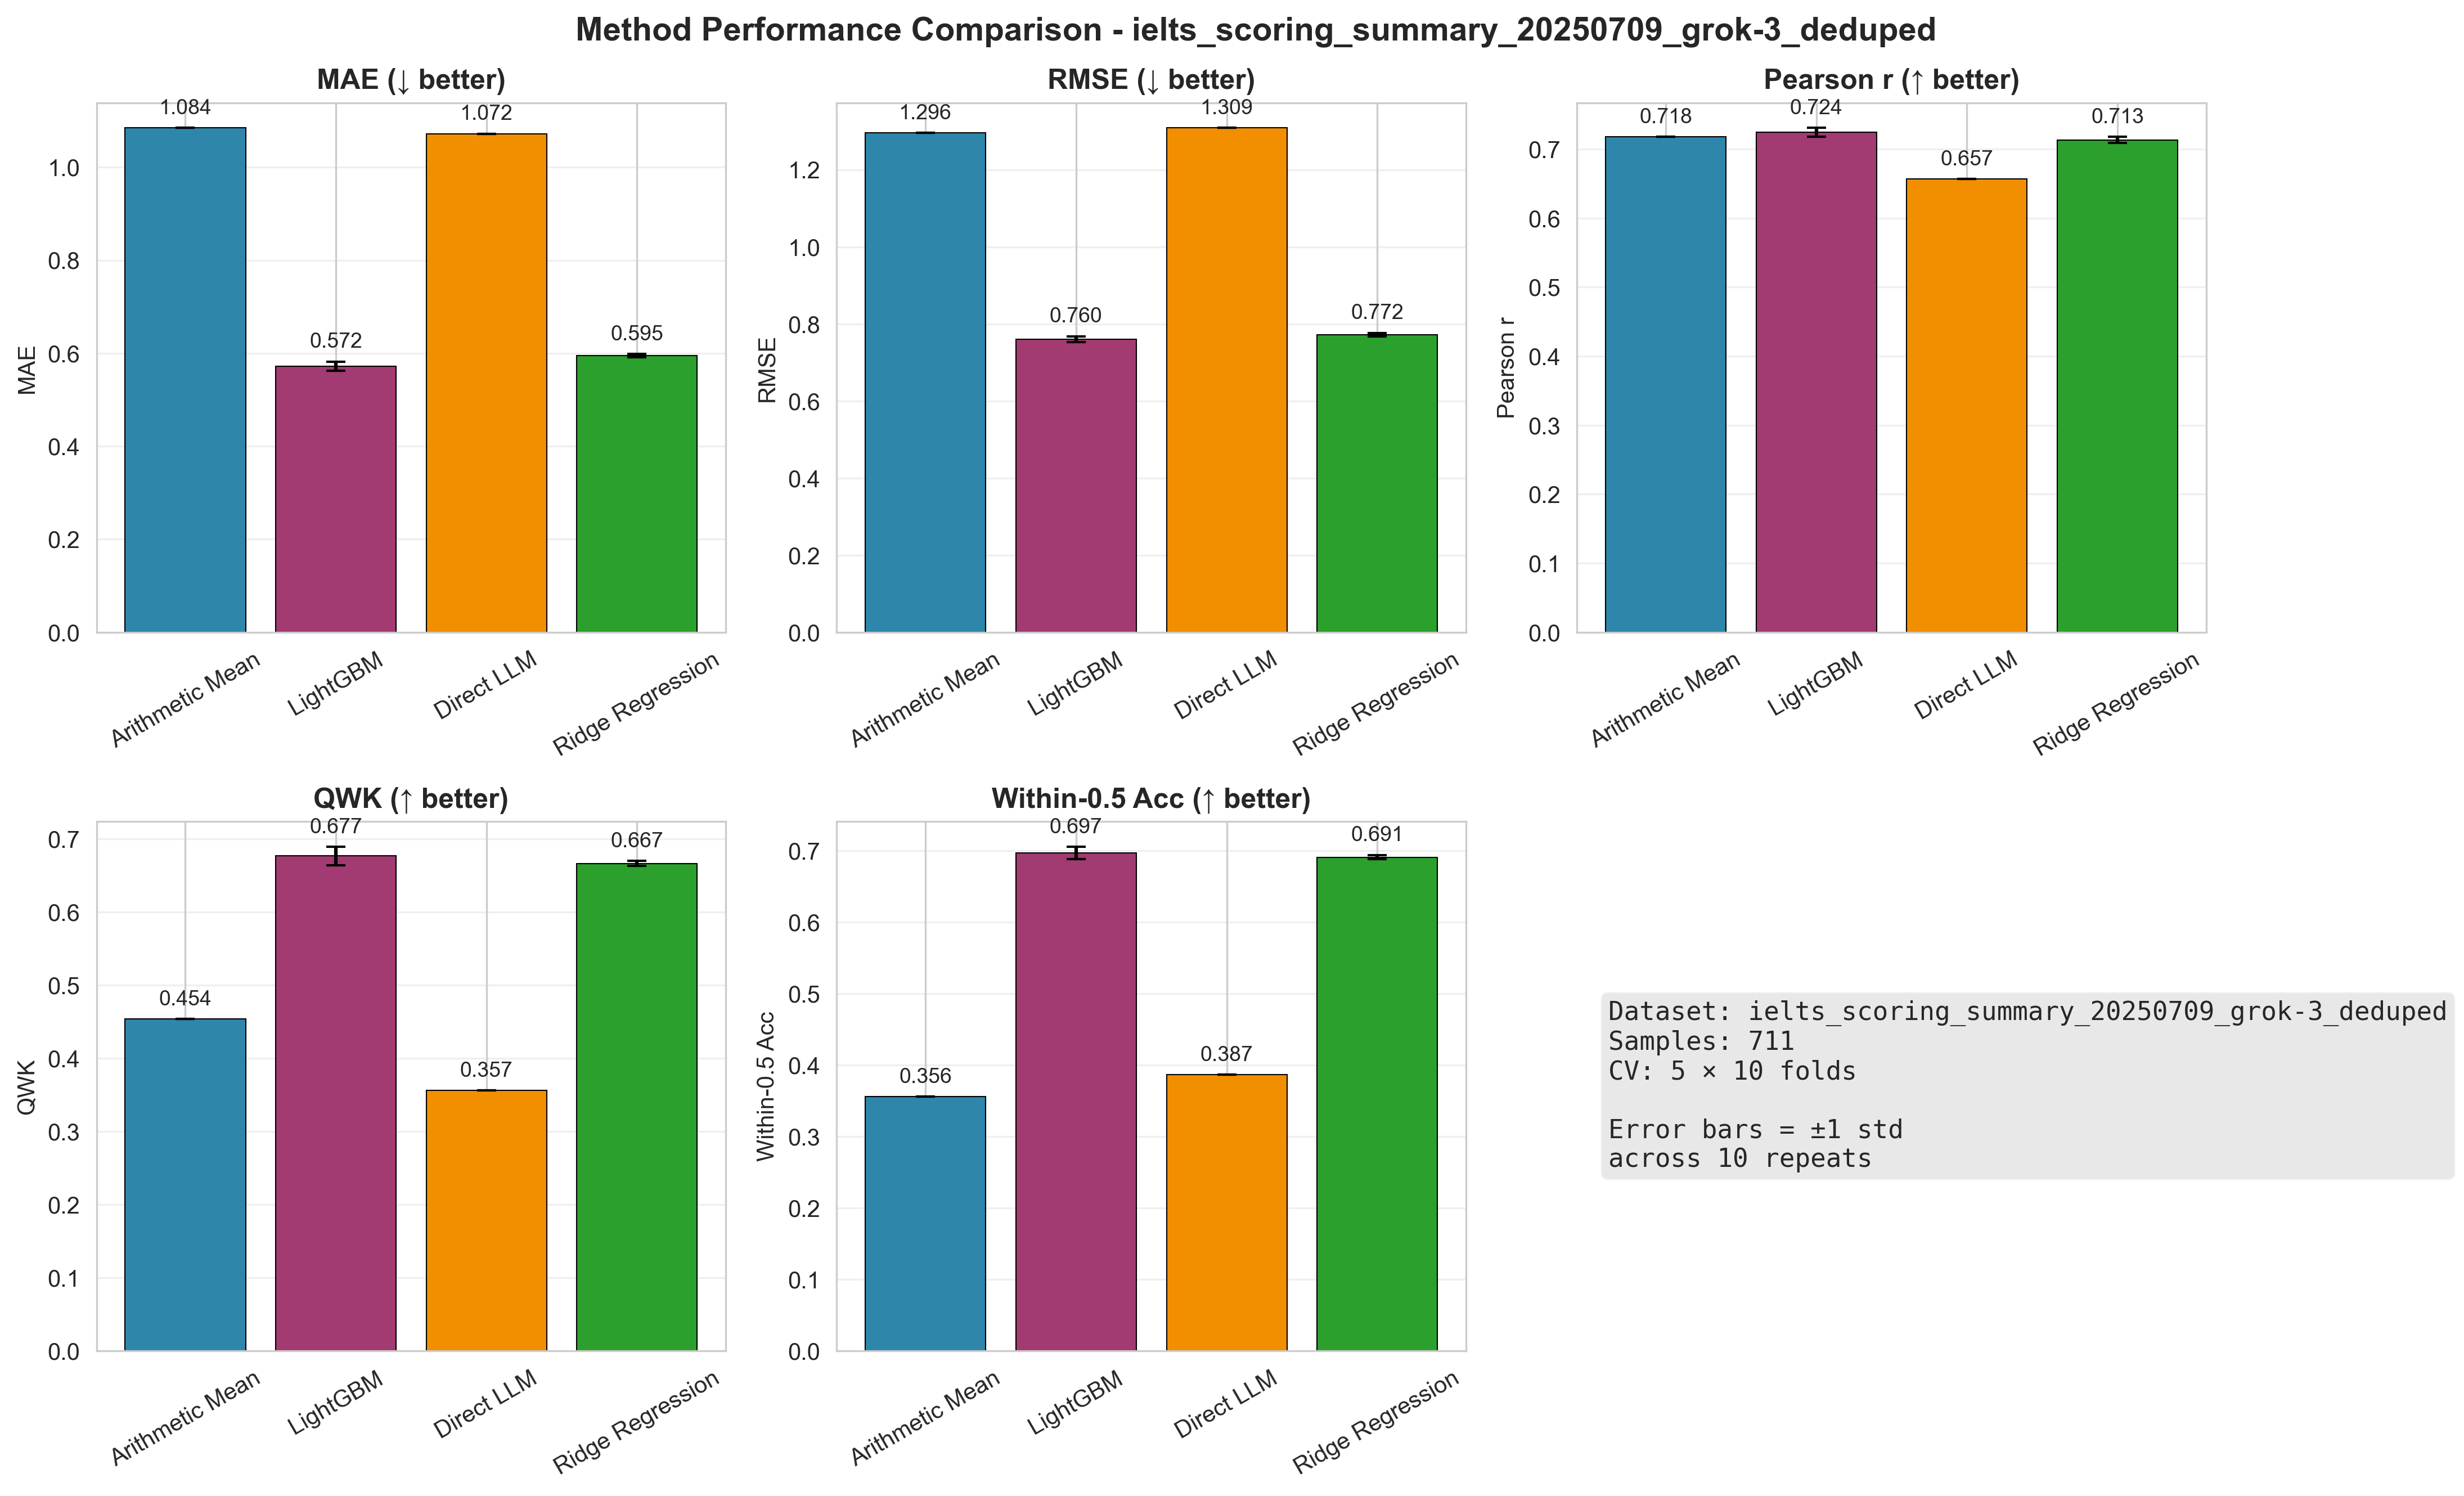 Method Performance Comparison - ielts_scoring_summary_20250709_grok-3_deduped
MAE (↓ better)
1.084
0.572
1.072
0.595
MAE
1.0
0.8
0.6
0.4
0.2
0.0
Arithmetic Mean
LightGBM
Direct LLM
Ridge Regression
RMSE (↓ better)
1.296
0.760
1.309
0.772
RMSE
1.2
1.0
0.8
0.6
0.4
0.2
0.0
Arithmetic Mean
LightGBM
Direct LLM
Ridge Regression
Pearson r (↑ better)
0.718
0.724
0.657
0.713
Pearson r
0.7
0.6
0.5
0.4
0.3
0.2
0.1
0.0
Arithmetic Mean
LightGBM
Direct LLM
Ridge Regression
QWK (↑ better)
0.454
0.677
0.357
0.667
QWK
0.7
0.6
0.5
0.4
0.3
0.2
0.1
0.0
Arithmetic Mean
LightGBM
Direct LLM
Ridge Regression
Within-0.5 Acc (↑ better)
0.356
0.697
0.387
0.691
Within-0.5 Acc
0.7
0.6
0.5
0.4
0.3
0.2
0.1
0.0
Arithmetic Mean
LightGBM
Direct LLM
Ridge Regression
Dataset: ielts_scoring_summary_20250709_grok-3_deduped
Samples: 711
CV: 5 × 10 folds
Error bars = ±1 std
across 10 repeats